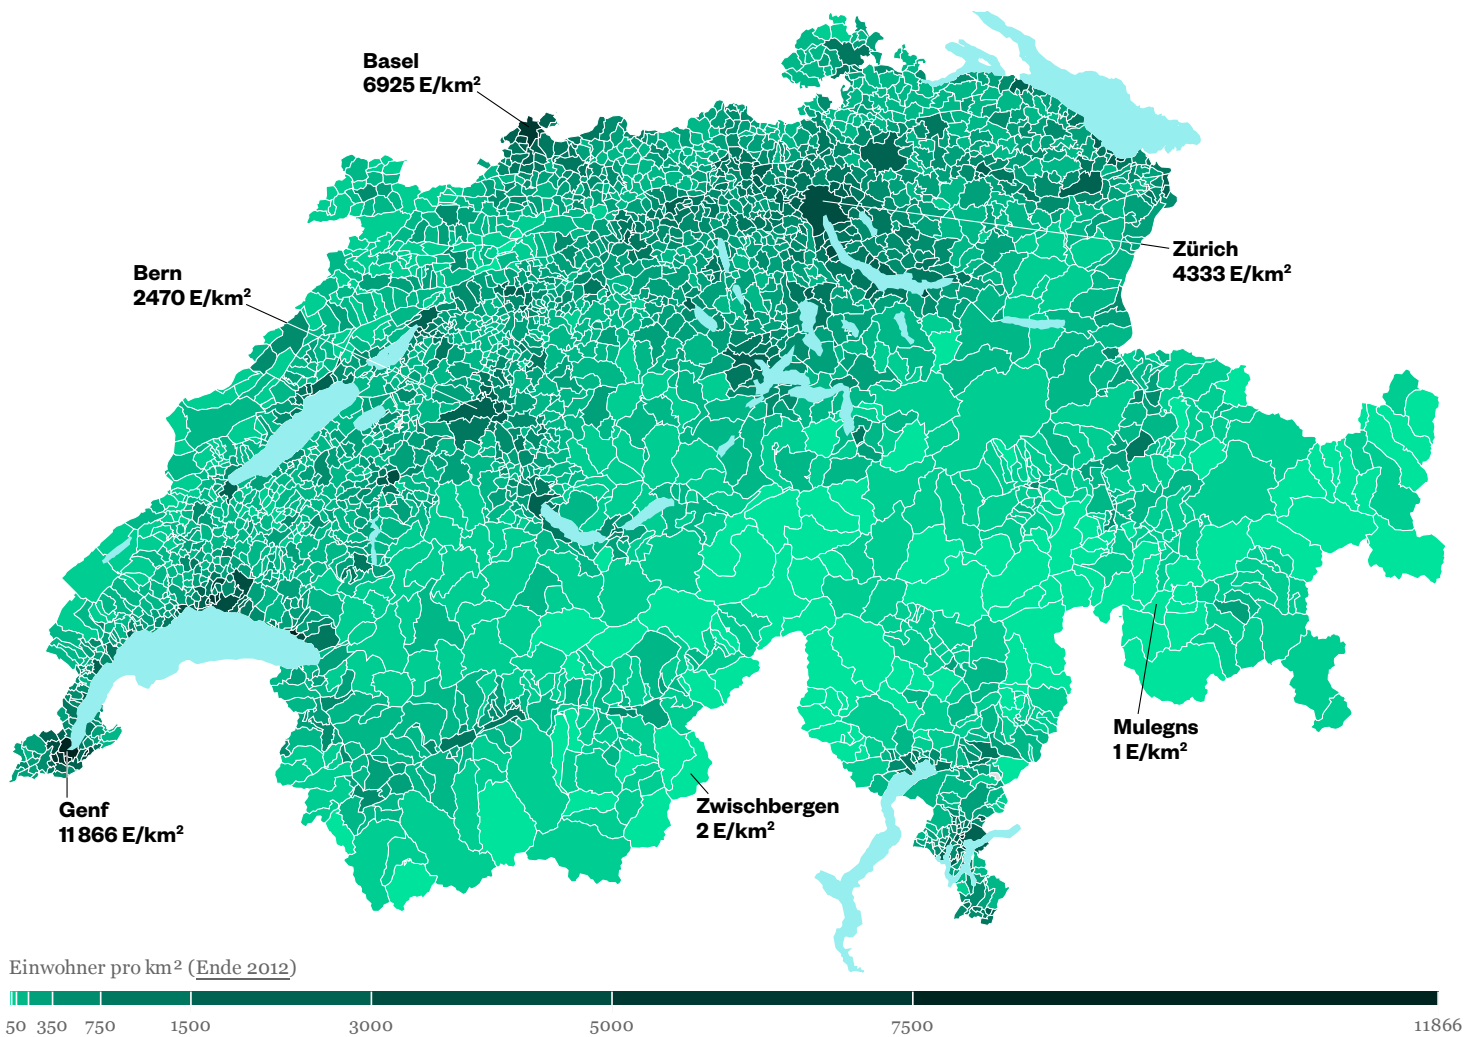 Basel
6925 E/km²
Bern
2470 E/km²
Zürich
4333 E/km²
Mulegns
1 E/km²
Zwischbergen
2 E/km²
Genf
11 866 E/km²
Einwohner pro km² (Ende 2012)
50 350 750 1500 3000 5000 7500 11866